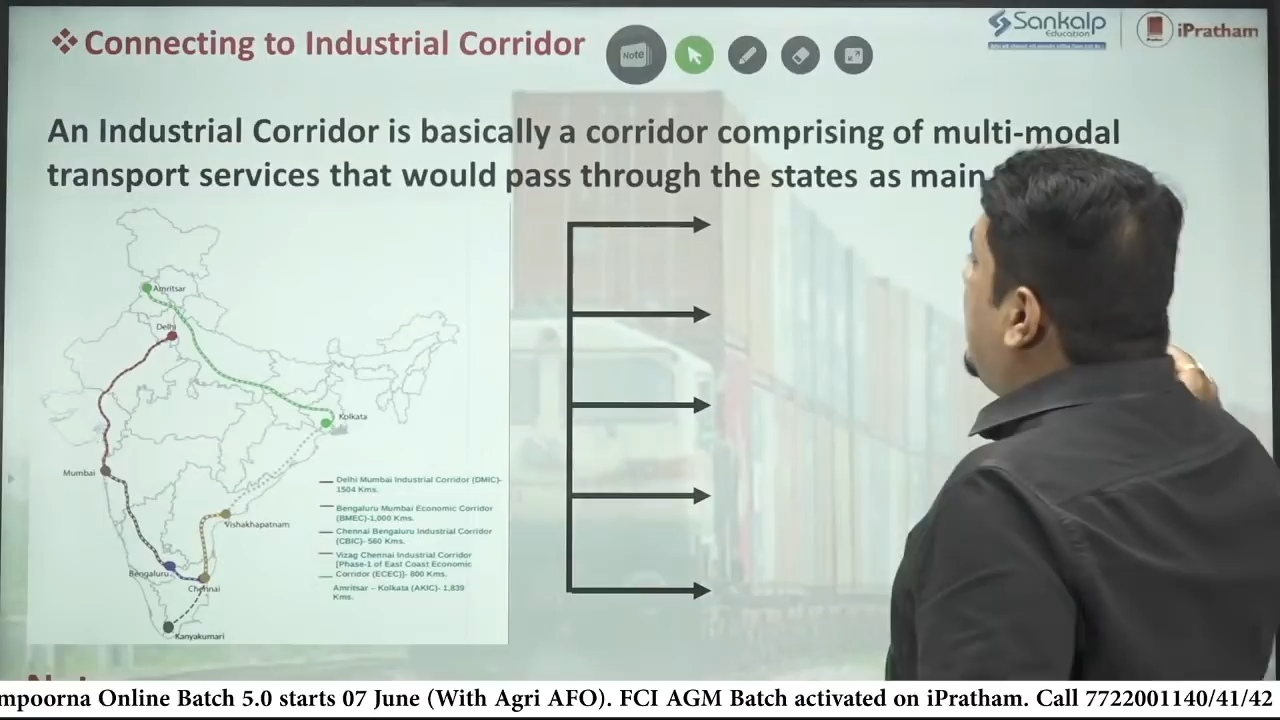 ❖ Connecting to Industrial Corridor
Note
Sankalp
Education
iPratham
An Industrial Corridor is basically a corridor comprising of multi-modal
transport services that would pass through the states as main
Amritsar
Delhi
Kolkata
Mumbai
Vishakhapatnam
Bengaluru
Chennai
Kanyakumari
Delhi Mumbai Industrial Corridor (DMIC)-
1504 Kms.
Bengaluru Mumbai Economic Corridor
(BMEC)-1,000 Kms.
Chennai Bengaluru Industrial Corridor
(CBIC)- 560 Kms.
Vizag Chennai Industrial Corridor
[Phase-1 of East Coast Economic
Corridor (ECEC)]- 800 Kms.
Amritsar – Kolkata (AKIC)- 1,839
Kms.
mpoorna Online Batch 5.0 starts 07 June (With Agri AFO). FCI AGM Batch activated on iPratham. Call 7722001140/41/42